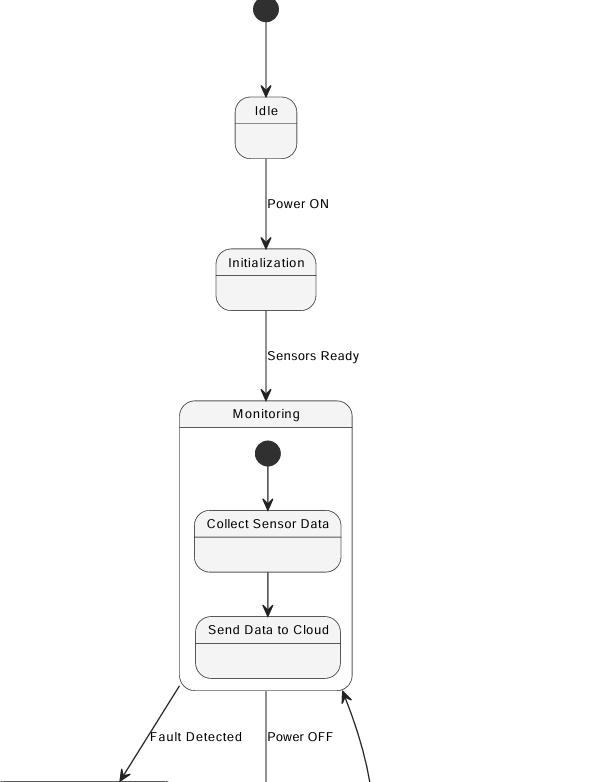 Idle
Power ON
Initialization
Sensors Ready
Monitoring
Collect Sensor Data
Send Data to Cloud
Fault Detected
Power OFF